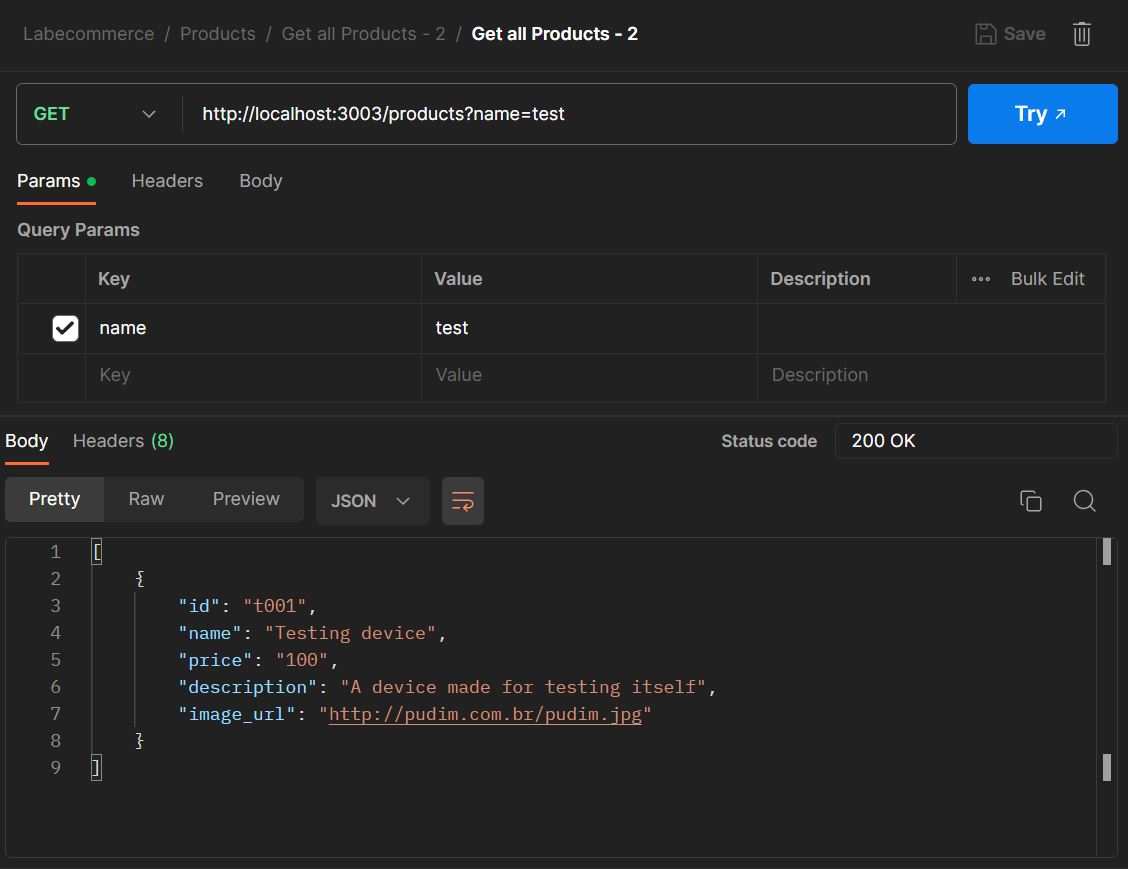 Labecommerce / Products / Get all Products - 2 / Get all Products - 2 Save
GET http://localhost:3003/products?name=test Try ↗
Params Headers Body
Query Params
Key Value Description ••• Bulk Edit
name test
Key Value Description
Body Headers (8) Status code 200 OK
Pretty Raw Preview JSON
1 [
2 {
3 "id": "t001",
4 "name": "Testing device",
5 "price": "100",
6 "description": "A device made for testing itself",
7 "image_url": "http://pudim.com.br/pudim.jpg"
8 }
9 ]